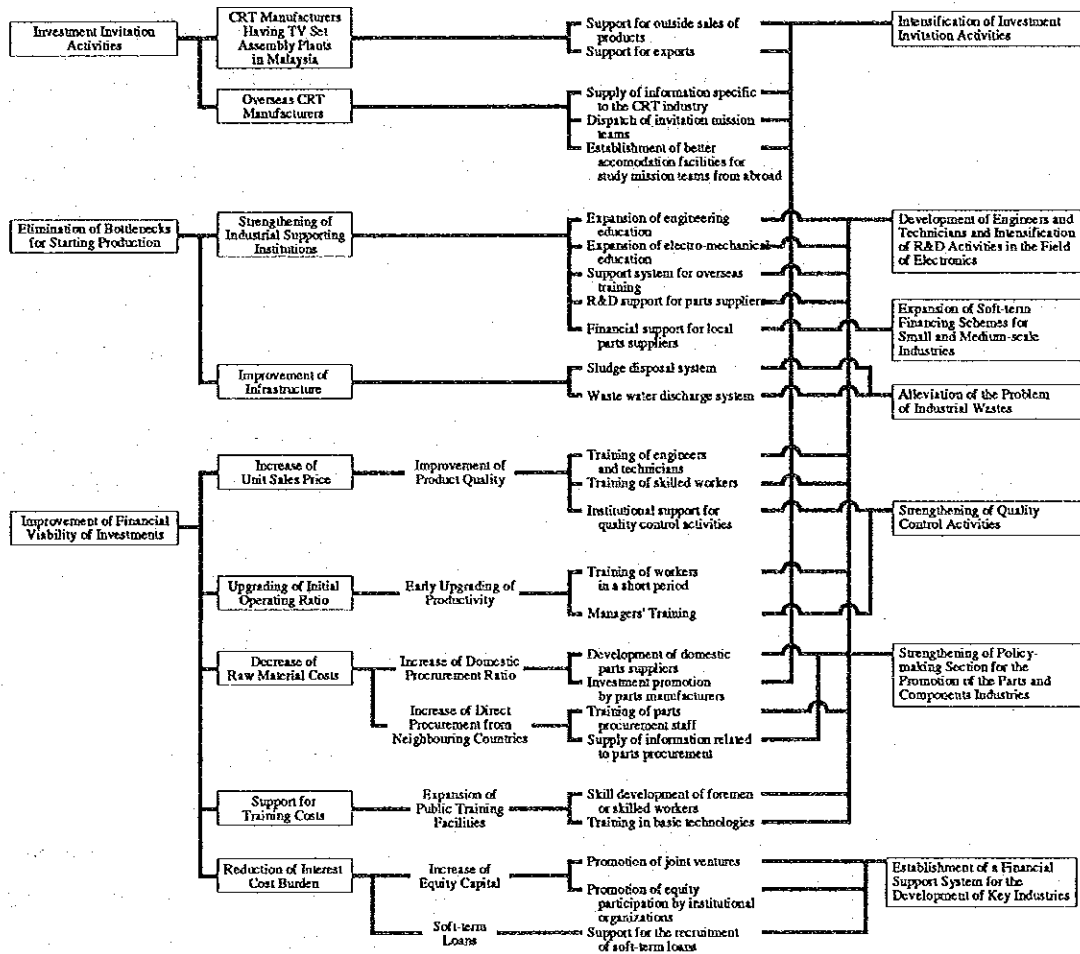 Investment Invitation
Activities
CRT Manufacturers
Having TV Set
Assembly Plants
in Malaysia
Support for outside sales of
products
Support for exports
Intensification of Investment
Invitation Activities
Overseas CRT
Manufacturers
Supply of information specific
to the CRT industry
Dispatch of invitation mission
teams
Establishment of better
accomodation facilities for
study mission teams from abroad
Elimination of Bottlenecks
for Starting Production
Strengthening of
Industrial Supporting
Institutions
Expansion of engineering
education
Expansion of electro-mechanical
education
Support system for overseas
training
R&D support for parts suppliers
Financial support for local
parts suppliers
Development of Engineers and
Technicians and Intensification
of R&D Activities in the Field
of Electronics
Expansion of Soft-term
Financing Schemes for
Small and Medium-scale
Industries
Improvement of
Infrastructure
Sludge disposal system
Waste water discharge system
Alleviation of the Problem
of Industrial Wastes
Improvement of Financial
Viability of Investments
Increase of
Unit Sales Price
Improvement of
Product Quality
Training of engineers
and technicians
Training of skilled workers
Institutional support for
quality control activities
Strengthening of Quality
Control Activities
Upgrading of Initial
Operating Ratio
Early Upgrading of
Productivity
Training of workers
in a short period
Managers' Training
Decrease of
Raw Material Costs
Increase of Domestic
Procurement Ratio
Development of domestic
parts suppliers
Investment promotion
by parts manufacturers
Strengthening of Policy-
making Section for the
Promotion of the Parts and
Components Industries
Increase of Direct
Procurement from
Neighbouring Countries
Training of parts
procurement staff
Supply of information related
to parts procurement
Support for
Training Costs
Expansion of
Public Training
Facilities
Skill development of foremen
or skilled workers
Training in basic technologies
Reduction of Interest
Cost Burden
Increase of
Equity Capital
Promotion of joint ventures
Promotion of equity
participation by institutional
organizations
Establishment of a Financial
Support System for the
Development of Key Industries
Soft-term
Loans
Support for the recruitment
of soft-term loans